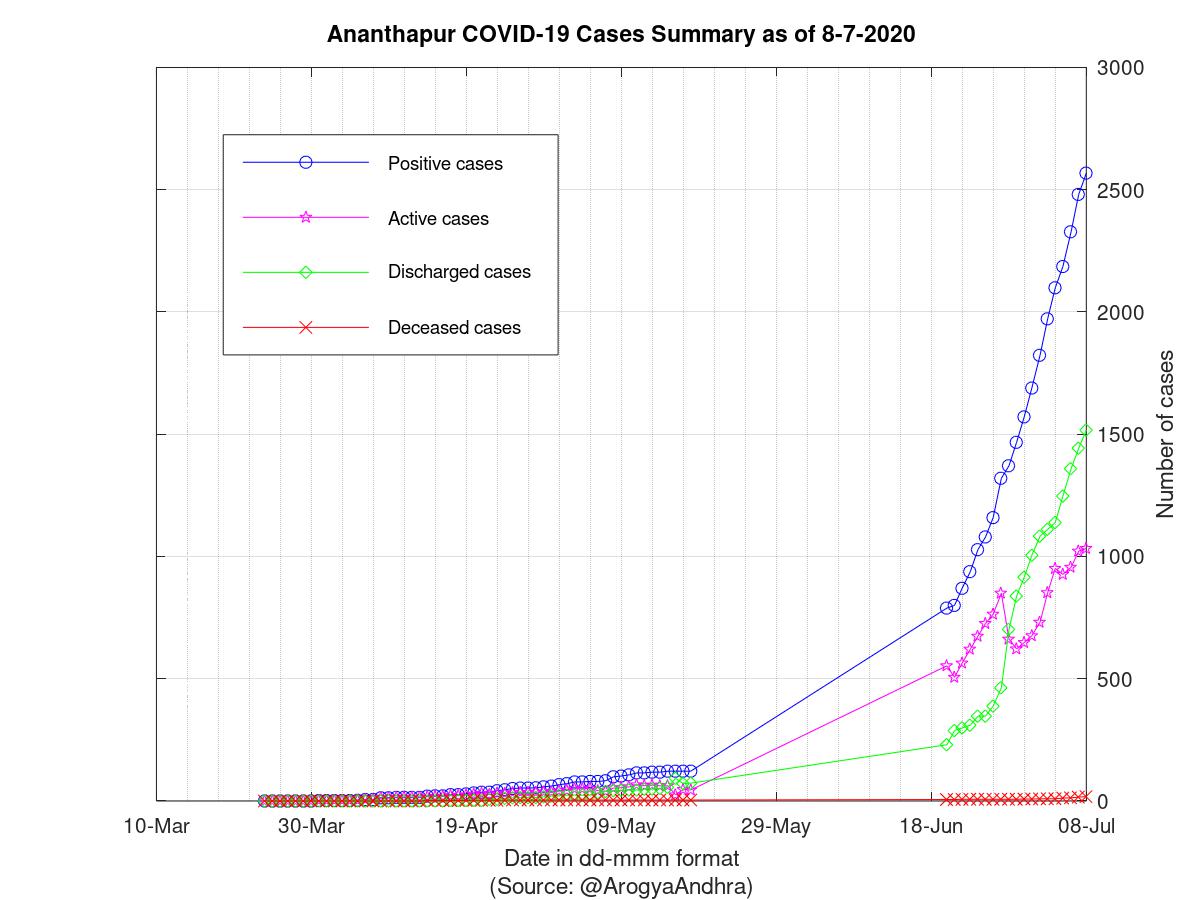 Ananthapur COVID-19 Cases Summary as of 8-7-2020
3000
Positive cases
2500
Active cases
Discharged cases
2000
Deceased cases
1500
Number of cases
1000
500
0
10-Mar 30-Mar 19-Apr 09-May 29-May 18-Jun 08-Jul
Date in dd-mmm format
(Source: @ArogyaAndhra)